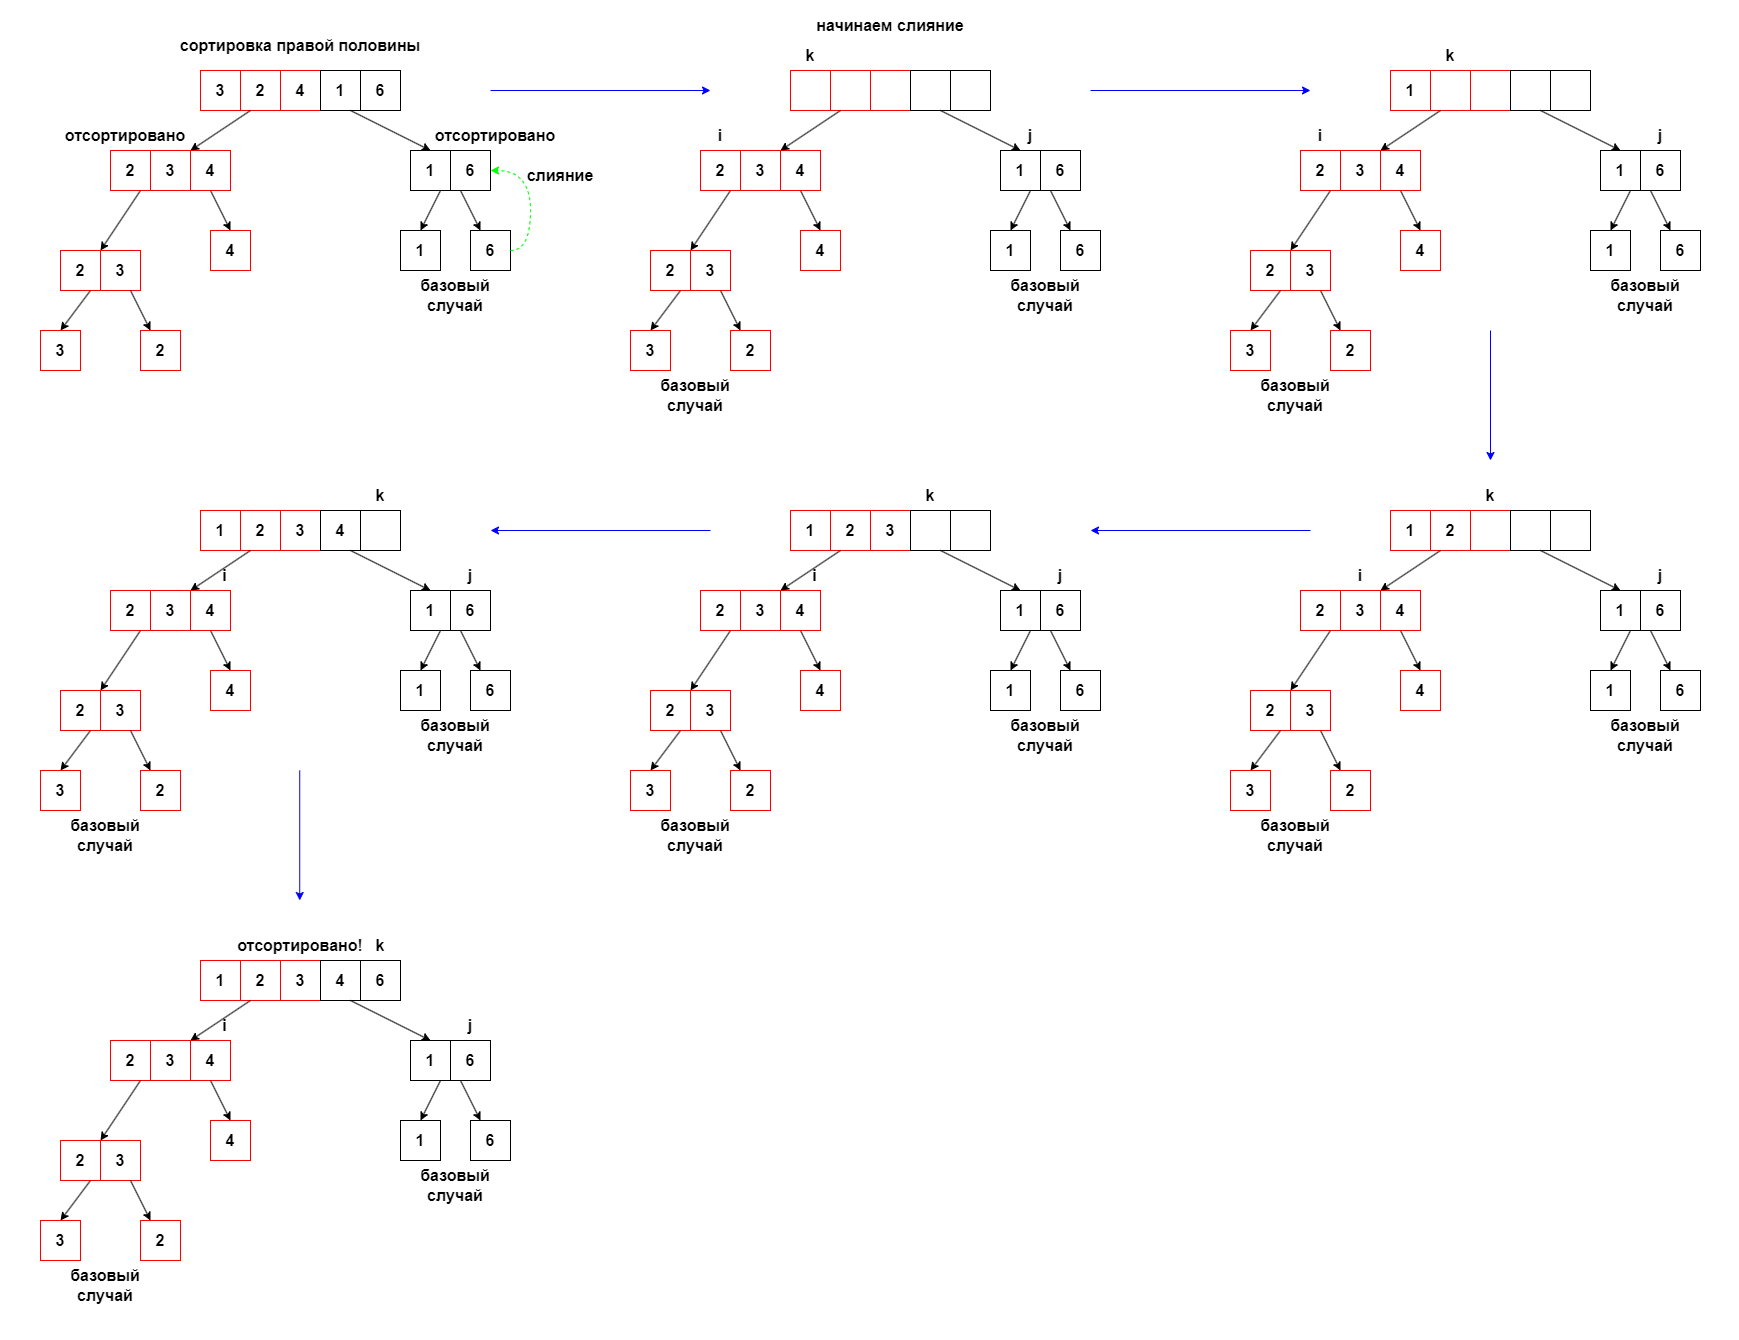 начинаем слияние
сортировка правой половины
k
k
3 2 4 1 6
1
отсортировано
отсортировано
i
j
i
j
2 3 4
1 6
слияние
2 3 4
1 6
2 3 4
1 6
4
1
6
4
1
6
4
1
6
2 3
базовый
случай
2 3
базовый
случай
2 3
базовый
случай
3
2
3
2
3
2
базовый
случай
базовый
случай
k
k
k
1 2 3 4
1 2 3
1 2
i
j
i
j
i
j
2 3 4
1 6
2 3 4
1 6
2 3 4
1 6
4
1
6
4
1
6
4
1
6
2 3
базовый
случай
2 3
базовый
случай
2 3
базовый
случай
3
2
3
2
3
2
базовый
случай
базовый
случай
базовый
случай
отсортировано! k
1 2 3 4 6
i
j
2 3 4
1 6
4
1
6
2 3
базовый
случай
3
2
базовый
случай